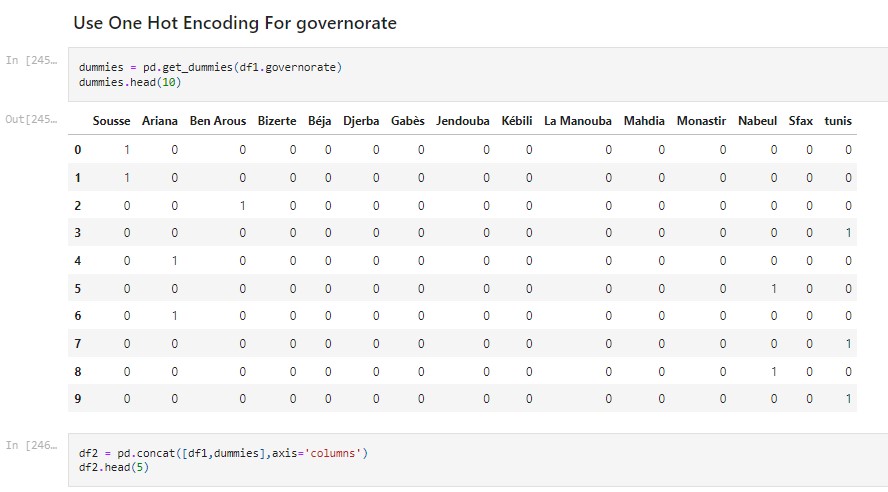 Use One Hot Encoding For governorate
In [245…
dummies = pd.get_dummies(df1.governorate)
dummies.head(10)
Out[245…
Sousse Ariana Ben Arous Bizerte Béja Djerba Gabès Jendouba Kébili La Manouba Mahdia Monastir Nabeul Sfax tunis
0 1 0 0 0 0 0 0 0 0 0 0 0 0 0 0
1 1 0 0 0 0 0 0 0 0 0 0 0 0 0 0
2 0 0 1 0 0 0 0 0 0 0 0 0 0 0 0
3 0 0 0 0 0 0 0 0 0 0 0 0 0 0 1
4 0 1 0 0 0 0 0 0 0 0 0 0 0 0 0
5 0 0 0 0 0 0 0 0 0 0 0 0 1 0 0
6 0 1 0 0 0 0 0 0 0 0 0 0 0 0 0
7 0 0 0 0 0 0 0 0 0 0 0 0 0 0 1
8 0 0 0 0 0 0 0 0 0 0 0 0 1 0 0
9 0 0 0 0 0 0 0 0 0 0 0 0 0 0 1
In [246…
df2 = pd.concat([df1,dummies],axis='columns')
df2.head(5)